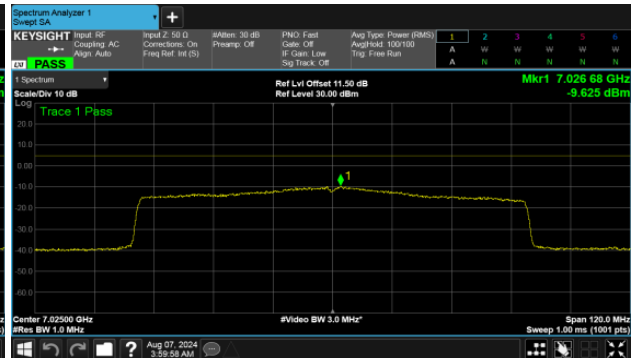 Spectrum Analyzer 1
Swept SA
+
KEYSIGHT Input: RF Input Z: 50 Ω #Atten: 30 dB PNO: Fast Avg Type: Power (RMS) 1 2 3 4 5 6
Coupling: AC Corrections: On Preamp: Off Gate: Off Avg|Hold: 100/100 A W W W W W
Align: Auto Freq Ref: Int (S) IF Gain: Low Trig: Free Run
LXI PASS Sig Track: Off A N N N N N
1 Spectrum Ref Lvl Offset 11.50 dB Mkr1 7.026 68 GHz
Scale/Div 10 dB Ref Level 30.00 dBm -9.625 dBm
Log
Trace 1 Pass
20.0
10.0
0.00
1
-10.0
-20.0
-30.0
-40.0
-50.0
-60.0
Center 7.02500 GHz #Video BW 3.0 MHz* Span 120.0 MHz
#Res BW 1.0 MHz Sweep 1.00 ms (1001 pts)
? Aug 07, 2024
3:59:58 AM